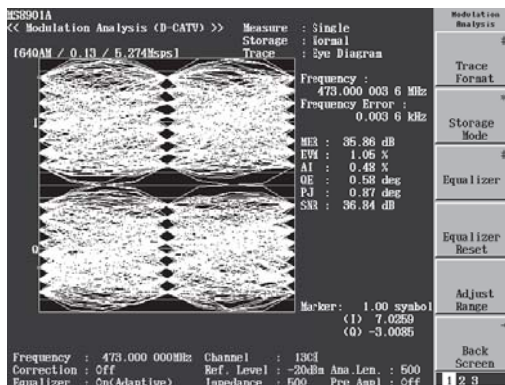 MS8901A
<< Modulation Analysis (D-CATV) >>
Measure : Single
Storage : Normal
Trace : Eye Diagram
[64QAM / 0.13 / 5.274Msps]
Frequency :
473.000 003 6 MHz
Frequency Error :
0.003 6 kHz
MER : 35.86 dB
EVM : 1.05 %
AI : 0.48 %
QE : 0.58 deg
PJ : 0.87 deg
SNR : 36.84 dB
I
Q
Marker: 1.00 symbol
(I) 7.0259
(Q) -3.0085
Frequency : 473.000 000MHz Channel : 13CH
Correction : Off Ref. Level : -20dBm Ana.Len. : 500
Equalizer : On(Adaptive) Impedance : 50Ω Pre Ampl : Off
Modulation
Analysis
#
Trace
Format
*
Storage
Mode
#
Equalizer
Equalizer
Reset
Adjust
Range
→
Back
Screen
1 2 3